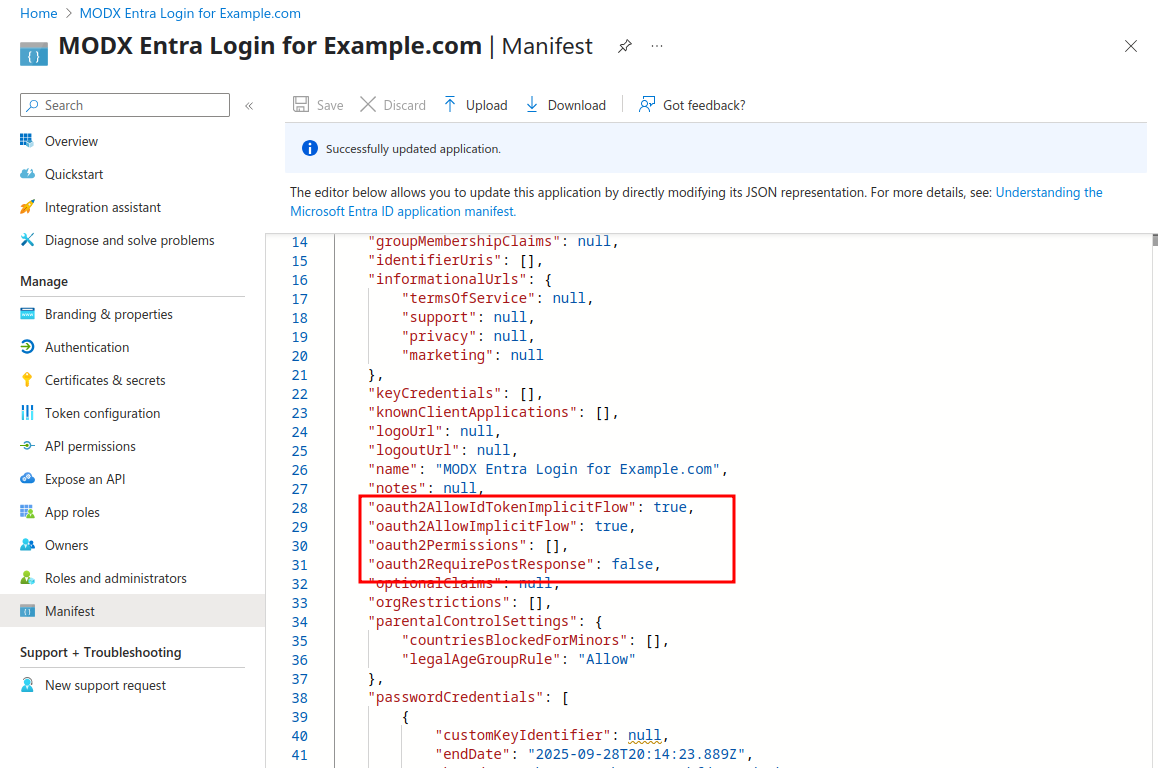 Home > MODX Entra Login for Example.com
MODX Entra Login for Example.com | Manifest
Search
Save Discard Upload Download Got feedback?
Overview
Quickstart
Integration assistant
Diagnose and solve problems
Manage
Branding & properties
Authentication
Certificates & secrets
Token configuration
API permissions
Expose an API
App roles
Owners
Roles and administrators
Manifest
Support + Troubleshooting
New support request
Successfully updated application.
The editor below allows you to update this application by directly modifying its JSON representation. For more details, see: Understanding the
Microsoft Entra ID application manifest.
14 "groupMembershipClaims": null,
15 "identifierUris": [],
16 "informationalUrls": {
17 "termsOfService": null,
18 "support": null,
19 "privacy": null,
20 "marketing": null
21 },
22 "keyCredentials": [],
23 "knownClientApplications": [],
24 "logoUrl": null,
25 "logoutUrl": null,
26 "name": "MODX Entra Login for Example.com",
27 "notes": null,
28 "oauth2AllowIdTokenImplicitFlow": true,
29 "oauth2AllowImplicitFlow": true,
30 "oauth2Permissions": [],
31 "oauth2RequirePostResponse": false,
32 "optionalClaims": null,
33 "orgRestrictions": [],
34 "parentalControlSettings": {
35 "countriesBlockedForMinors": [],
36 "legalAgeGroupRule": "Allow"
37 },
38 "passwordCredentials": [
39 {
40 "customKeyIdentifier": null,
41 "endDate": "2025-09-28T20:14:23.889Z",